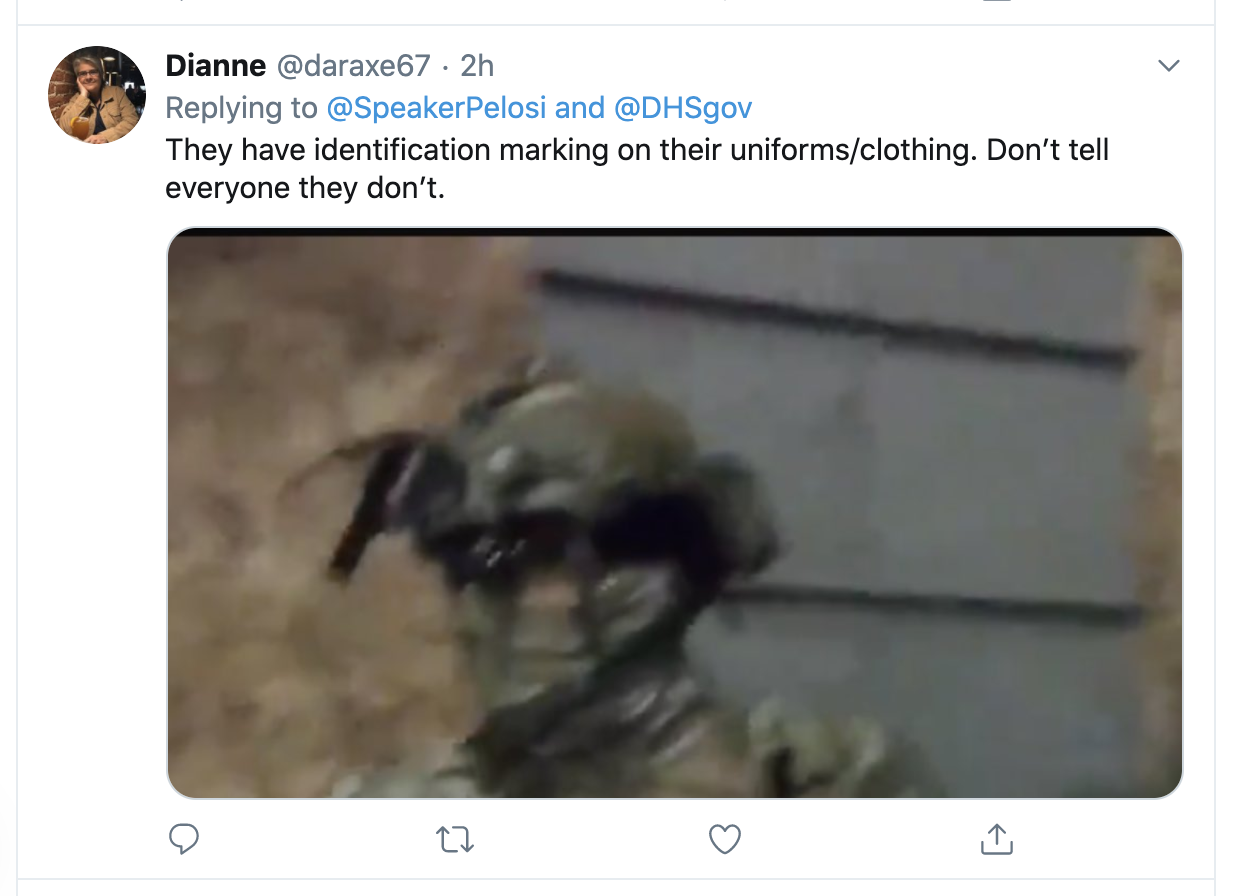 Dianne @daraxe67 · 2h
Replying to @SpeakerPelosi and @DHSgov
They have identification marking on their uniforms/clothing. Don’t tell
everyone they don’t.